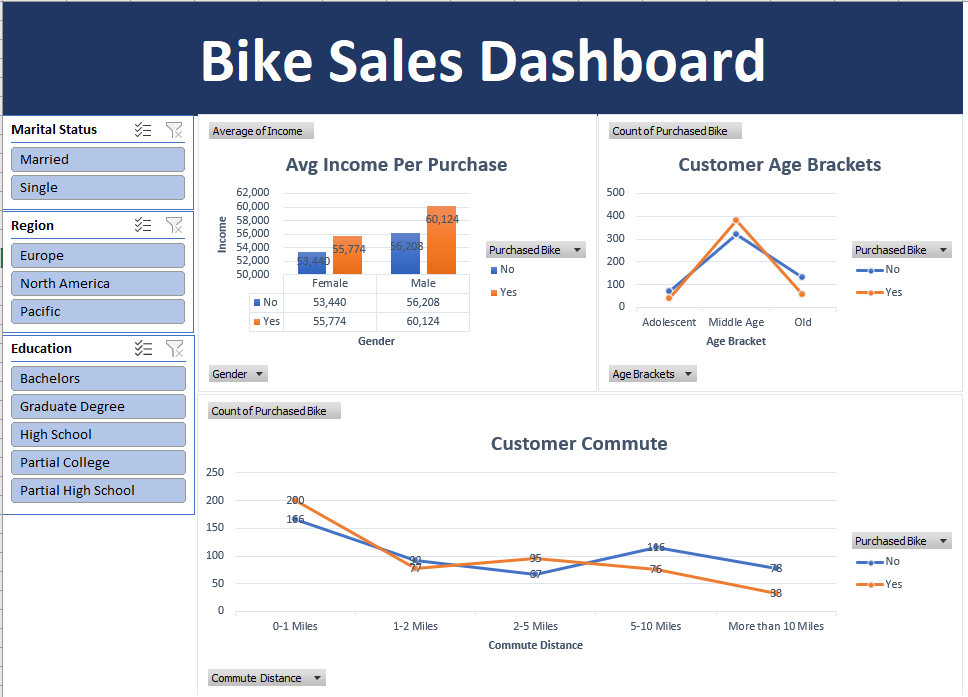 Bike Sales Dashboard
Marital Status
Married
Single
Region
Europe
North America
Pacific
Education
Bachelors
Graduate Degree
High School
Partial College
Partial High School
Average of Income
Avg Income Per Purchase
62,000
60,000
58,000
56,000
54,000
52,000
50,000
Income
53,440
55,774
56,208
60,124
Female Male
No 53,440 56,208
Yes 55,774 60,124
Gender
Purchased Bike
No
Yes
Gender
Count of Purchased Bike
Customer Age Brackets
500
400
300
200
100
0
Adolescent Middle Age Old
Age Bracket
Purchased Bike
No
Yes
Age Brackets
Count of Purchased Bike
Customer Commute
250
200
150
100
50
0
200
166
92
77
95
67
116
76
78
33
0-1 Miles 1-2 Miles 2-5 Miles 5-10 Miles More than 10 Miles
Commute Distance
Purchased Bike
No
Yes
Commute Distance